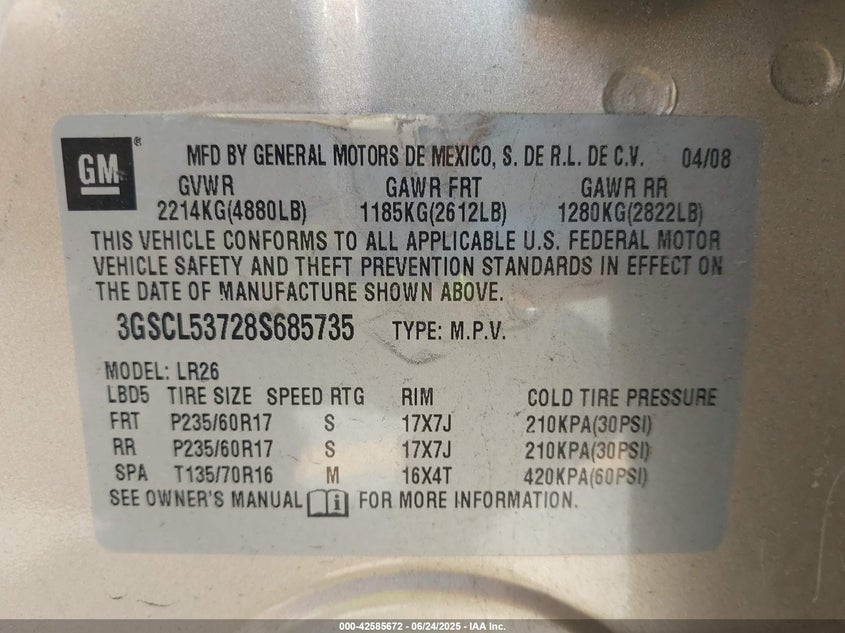 GM®
MFD BY GENERAL MOTORS DE MEXICO, S. DE R.L. DE C.V. 04/08
GVWR GAWR FRT GAWR RR
2214KG(4880LB) 1185KG(2612LB) 1280KG(2822LB)
THIS VEHICLE CONFORMS TO ALL APPLICABLE U.S. FEDERAL MOTOR
VEHICLE SAFETY AND THEFT PREVENTION STANDARDS IN EFFECT ON
THE DATE OF MANUFACTURE SHOWN ABOVE.
3GSCL53728S685735 TYPE: M.P.V.
MODEL: LR26
LBD5 TIRE SIZE SPEED RTG RIM COLD TIRE PRESSURE
FRT P235/60R17 S 17X7J 210KPA(30PSI)
RR P235/60R17 S 17X7J 210KPA(30PSI)
SPA T135/70R16 M 16X4T 420KPA(60PSI)
SEE OWNER'S MANUAL i FOR MORE INFORMATION.
000-42585672 - 06/24/2025 - IAA Inc.